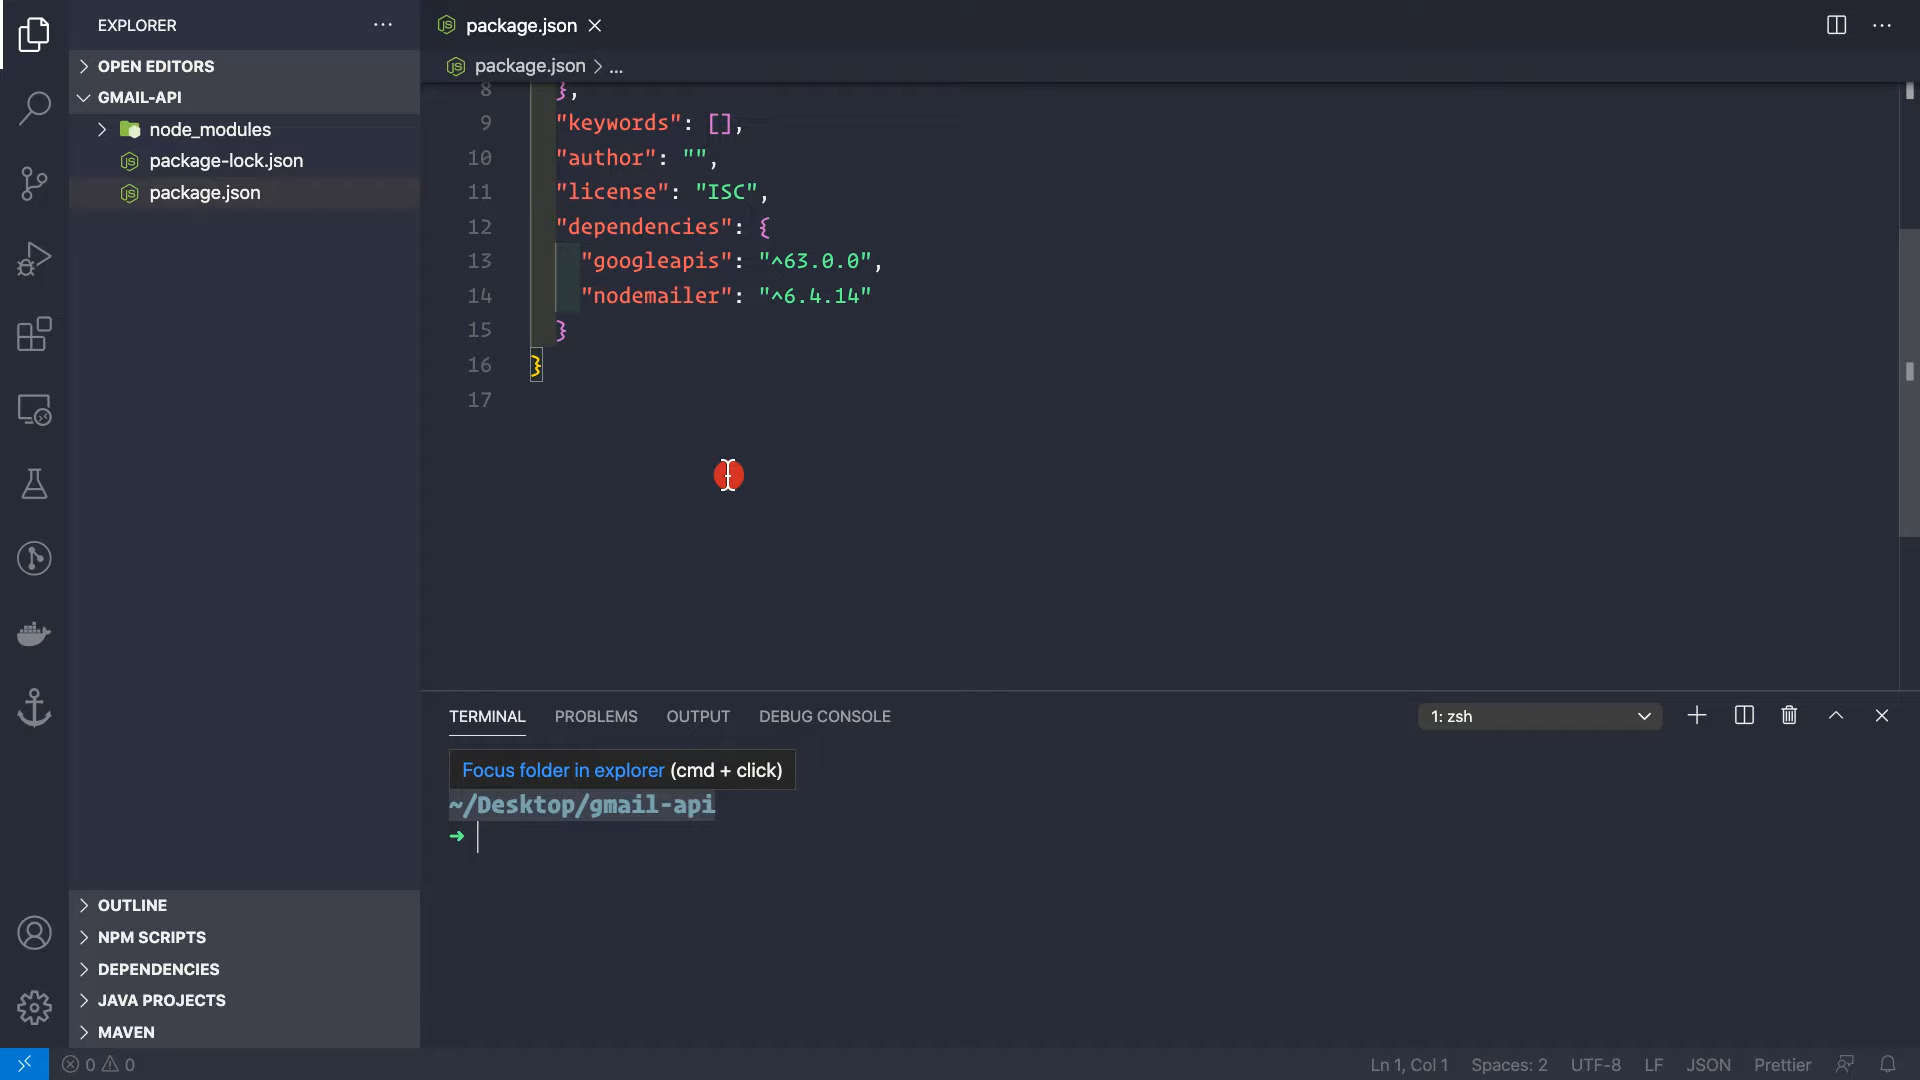 EXPLORER
package.json
OPEN EDITORS
package.json > ...
GMAIL-API
node_modules
package-lock.json
package.json
8 },
9 "keywords": [],
10 "author": "",
11 "license": "ISC",
12 "dependencies": {
13 "googleapis": "^63.0.0",
14 "nodemailer": "^6.4.14"
15 }
16 }
17
TERMINAL PROBLEMS OUTPUT DEBUG CONSOLE
1: zsh
Focus folder in explorer (cmd + click)
~/Desktop/gmail-api
➜
OUTLINE
NPM SCRIPTS
DEPENDENCIES
JAVA PROJECTS
MAVEN
0 0
Ln 1, Col 1 Spaces: 2 UTF-8 LF JSON Prettier